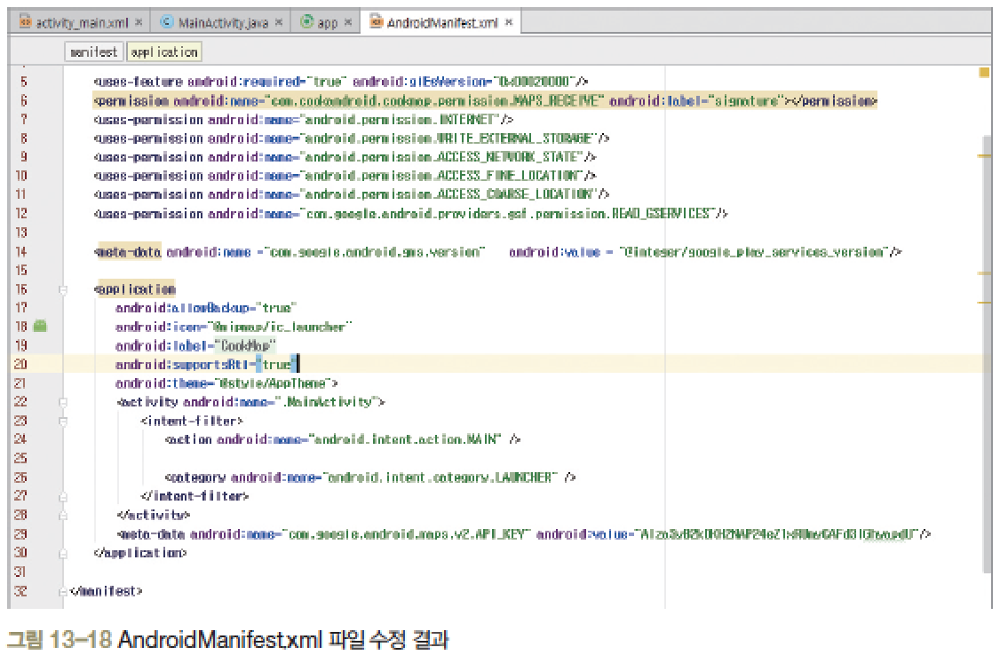 activity_main.xml × MainActivity.java × app × AndroidManifest.xml ×
manifest application
5 <uses-feature android:required="true" android:glEsVersion="0x00020000"/>
6 <permission android:name="com.cookandroid.cookmap.permission.MAPS_RECEIVE" android:label="signature"></permission>
7 <uses-permission android:name="android.permission.INTERNET"/>
8 <uses-permission android:name="android.permission.WRITE_EXTERNAL_STORAGE"/>
9 <uses-permission android:name="android.permission.ACCESS_NETWORK_STATE"/>
10 <uses-permission android:name="android.permission.ACCESS_FINE_LOCATION"/>
11 <uses-permission android:name="android.permission.ACCESS_COARSE_LOCATION"/>
12 <uses-permission android:name="com.google.android.providers.gsf.permission.READ_GSERVICES"/>
13
14 <meta-data android:name ="com.google.android.gms.version" android:value = "@integer/google_play_services_version"/>
15
16 <application
17 android:allowBackup="true"
18 android:icon="@mipmap/ic_launcher"
19 android:label="CookMap"
20 android:supportsRtl="true"
21 android:theme="@style/AppTheme">
22 <activity android:name=".MainActivity">
23 <intent-filter>
24 <action android:name="android.intent.action.MAIN" />
25
26 <category android:name="android.intent.category.LAUNCHER" />
27 </intent-filter>
28 </activity>
29 <meta-data android:name="com.google.android.maps.v2.API_KEY" android:value=
30 </application>
31
32 </manifest>
그림 13-18 AndroidManifest.xml 파일 수정 결과